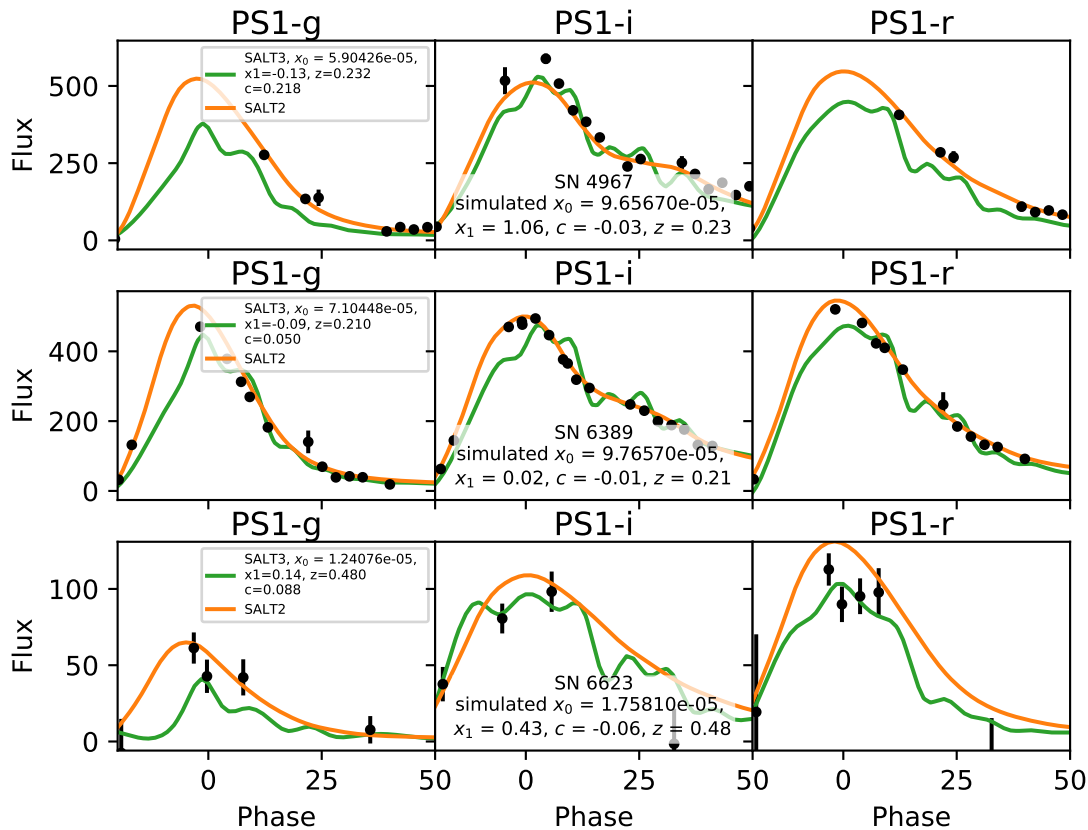 PS1-g PS1-i PS1-r
Flux
500
250
0
SALT3, x₀ = 5.90426e-05,
x1=-0.13, z=0.232
c=0.218
SALT2
SN 4967
simulated x₀ = 9.65670e-05,
x₁ = 1.06, c = -0.03, z = 0.23
PS1-g PS1-i PS1-r
Flux
400
200
0
SALT3, x₀ = 7.10448e-05,
x1=-0.09, z=0.210
c=0.050
SALT2
SN 6389
simulated x₀ = 9.76570e-05,
x₁ = 0.02, c = -0.01, z = 0.21
PS1-g PS1-i PS1-r
Flux
100
50
0
SALT3, x₀ = 1.24076e-05,
x1=0.14, z=0.480
c=0.088
SALT2
SN 6623
simulated x₀ = 1.75810e-05,
x₁ = 0.43, c = -0.06, z = 0.48
0 25 50 0 25 50 0 25 50
Phase Phase Phase